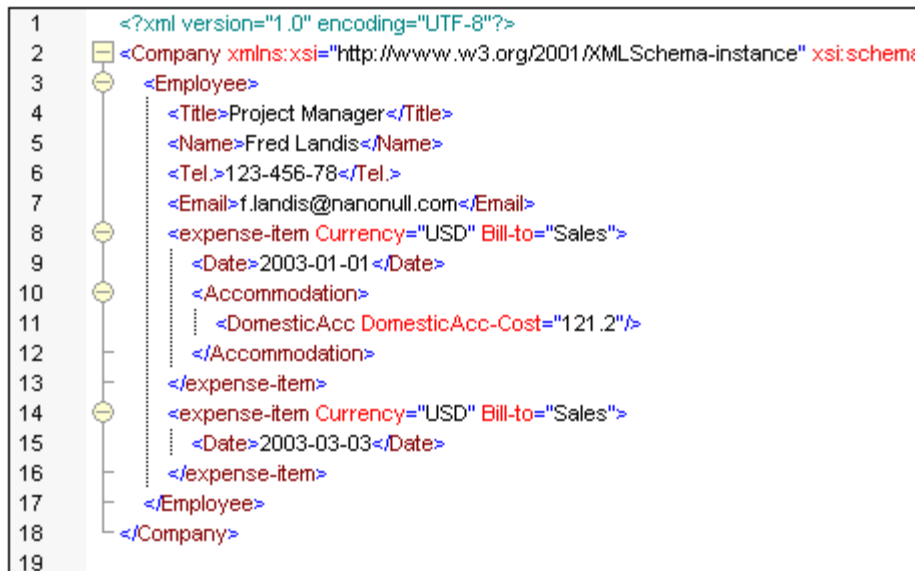 1 <?xml version="1.0" encoding="UTF-8"?>
2 <Company xmlns:xsi="http://www.w3.org/2001/XMLSchema-instance" xsi:schema
3 <Employee>
4 <Title>Project Manager</Title>
5 <Name>Fred Landis</Name>
6 <Tel.>123-456-78</Tel.>
7 <Email>f.landis@nanonull.com</Email>
8 <expense-item Currency="USD" Bill-to="Sales">
9 <Date>2003-01-01</Date>
10 <Accommodation>
11 <DomesticAcc DomesticAcc-Cost="121.2"/>
12 </Accommodation>
13 </expense-item>
14 <expense-item Currency="USD" Bill-to="Sales">
15 <Date>2003-03-03</Date>
16 </expense-item>
17 </Employee>
18 </Company>
19